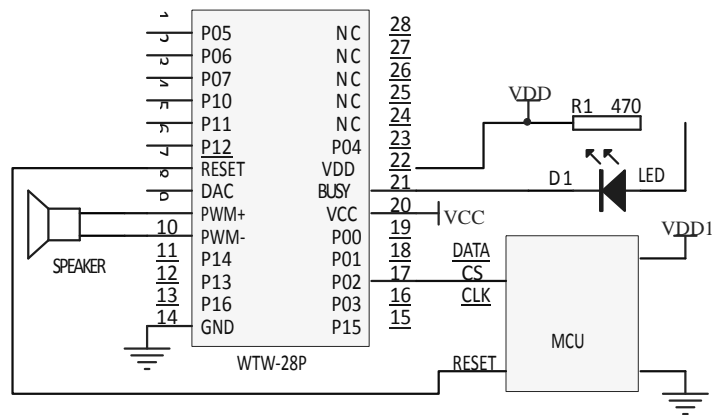 P05 NC 28
P06 NC 27
P07 NC 26
P10 NC 25
P11 NC 24
P12 P04 23
RESET VDD 22
DAC BUSY 21
PWM+ VCC 20
10 PWM- P00 19
11 P14 P01 18
12 P13 P02 17
13 P16 P03 16
14 GND P15 15
WTW-28P
SPEAKER
VDD
R1 470
D1 LED
VCC
VDD1
DATA
CS
CLK
MCU
RESET